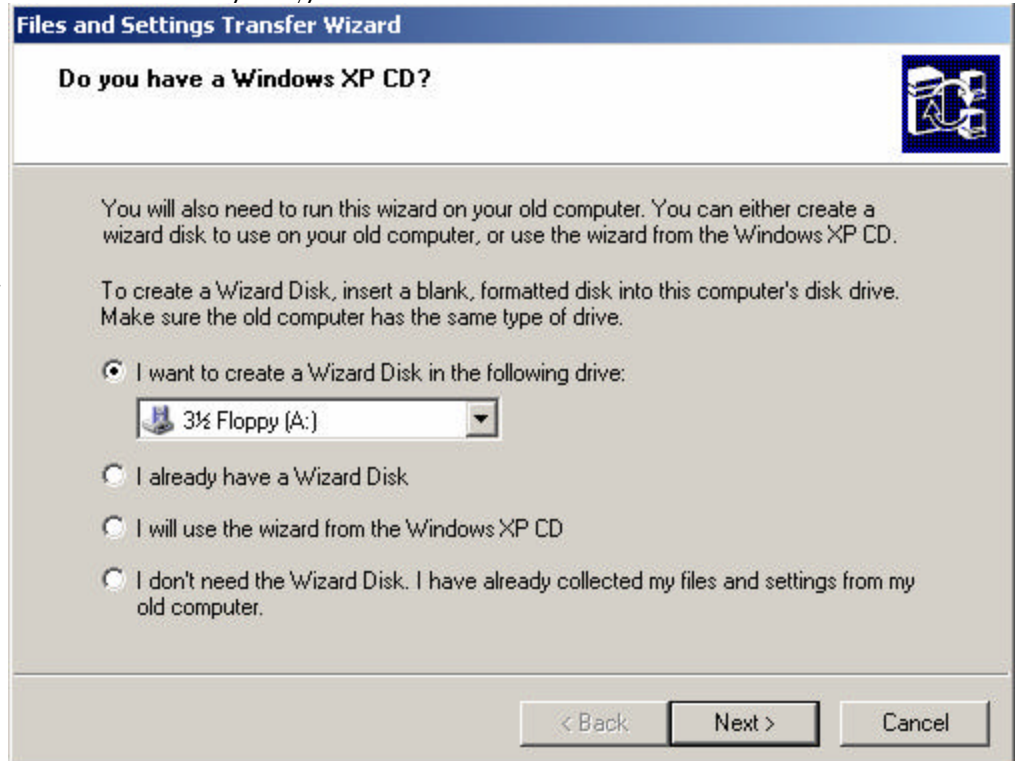 Files and Settings Transfer Wizard
Do you have a Windows XP CD?
You will also need to run this wizard on your old computer. You can either create a
wizard disk to use on your old computer, or use the wizard from the Windows XP CD.
To create a Wizard Disk, insert a blank, formatted disk into this computer's disk drive.
Make sure the old computer has the same type of drive.
I want to create a Wizard Disk in the following drive:
3½ Floppy (A:)
I already have a Wizard Disk
I will use the wizard from the Windows XP CD
I don't need the Wizard Disk. I have already collected my files and settings from my
old computer.
< Back Next > Cancel